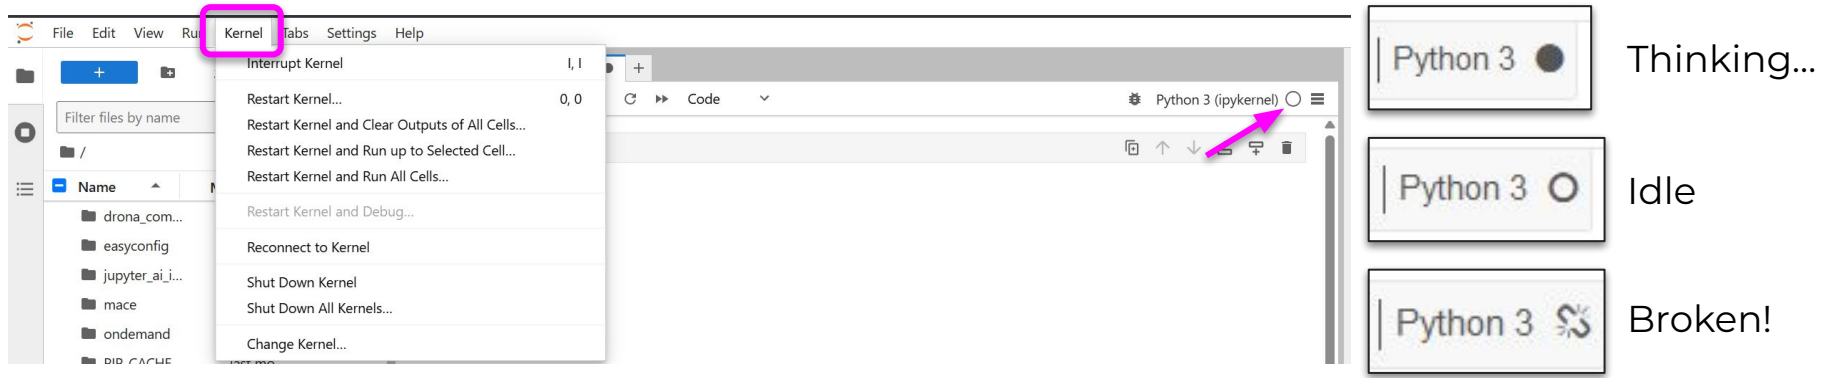 File Edit View Run Kernel Tabs Settings Help
Interrupt Kernel I, I
Restart Kernel... 0, 0
Restart Kernel and Clear Outputs of All Cells...
Restart Kernel and Run up to Selected Cell...
Restart Kernel and Run All Cells...
Restart Kernel and Debug...
Reconnect to Kernel
Shut Down Kernel
Shut Down All Kernels...
Change Kernel...
Filter files by name
/
Name
drona_com...
easyconfig
jupyter_ai_i...
mace
ondemand
Code
Python 3 (ipykernel)
Python 3
Thinking...
Python 3
Idle
Python 3
Broken!